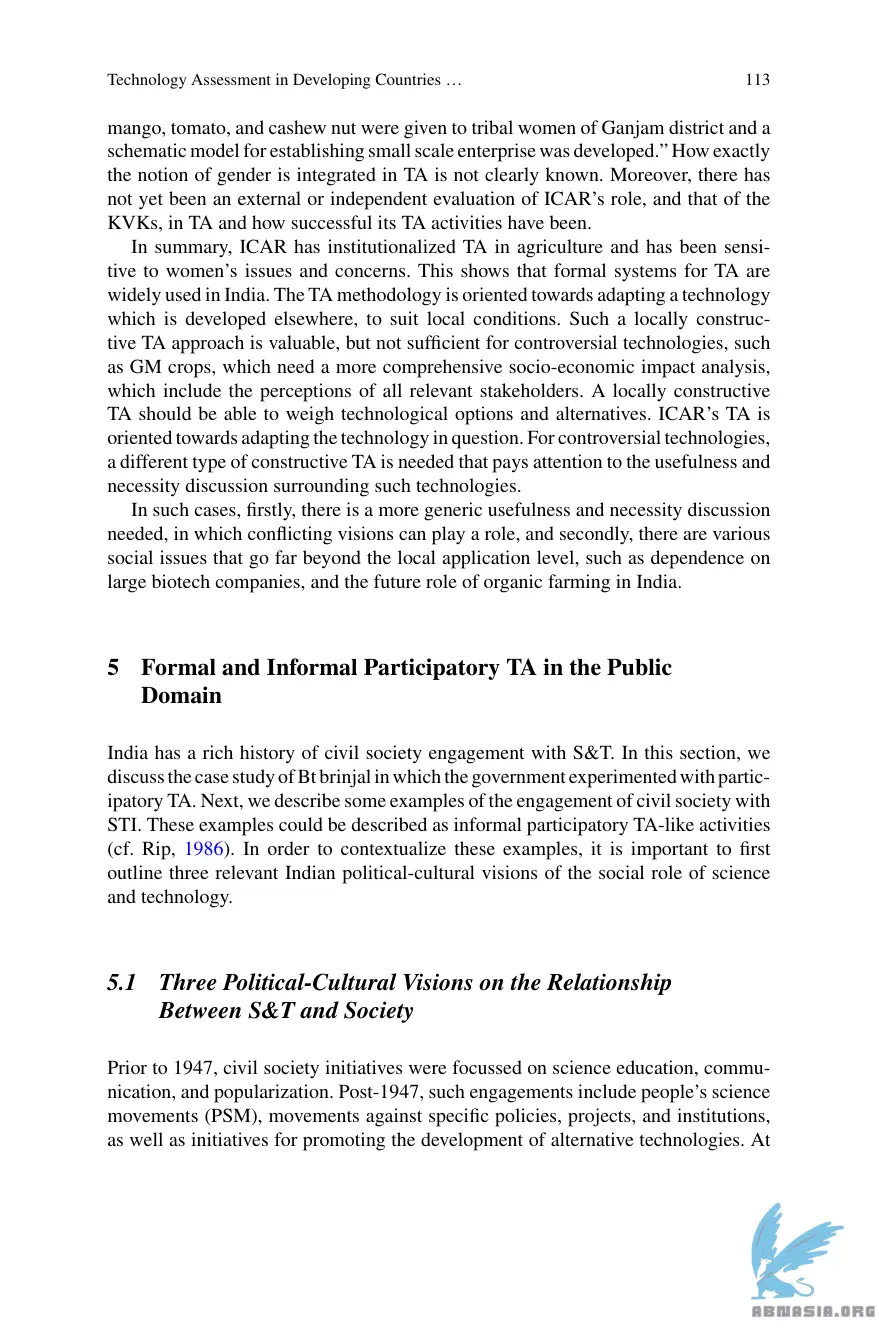 Technology Assessment in Developing Countries … 113
mango, tomato, and cashew nut were given to tribal women of Ganjam district and a
schematic model for establishing small scale enterprise was developed.” How exactly
the notion of gender is integrated in TA is not clearly known. Moreover, there has
not yet been an external or independent evaluation of ICAR’s role, and that of the
KVKs, in TA and how successful its TA activities have been.
In summary, ICAR has institutionalized TA in agriculture and has been sensi-
tive to women’s issues and concerns. This shows that formal systems for TA are
widely used in India. The TA methodology is oriented towards adapting a technology
which is developed elsewhere, to suit local conditions. Such a locally construc-
tive TA approach is valuable, but not sufficient for controversial technologies, such
as GM crops, which need a more comprehensive socio-economic impact analysis,
which include the perceptions of all relevant stakeholders. A locally constructive
TA should be able to weigh technological options and alternatives. ICAR’s TA is
oriented towards adapting the technology in question. For controversial technologies,
a different type of constructive TA is needed that pays attention to the usefulness and
necessity discussion surrounding such technologies.
In such cases, firstly, there is a more generic usefulness and necessity discussion
needed, in which conflicting visions can play a role, and secondly, there are various
social issues that go far beyond the local application level, such as dependence on
large biotech companies, and the future role of organic farming in India.
5 Formal and Informal Participatory TA in the Public
Domain
India has a rich history of civil society engagement with S&T. In this section, we
discuss the case study of Bt brinjal in which the government experimented with partic-
ipatory TA. Next, we describe some examples of the engagement of civil society with
STI. These examples could be described as informal participatory TA-like activities
(cf. Rip, 1986). In order to contextualize these examples, it is important to first
outline three relevant Indian political-cultural visions of the social role of science
and technology.
5.1 Three Political-Cultural Visions on the Relationship
Between S&T and Society
Prior to 1947, civil society initiatives were focussed on science education, commu-
nication, and popularization. Post-1947, such engagements include people’s science
movements (PSM), movements against specific policies, projects, and institutions,
as well as initiatives for promoting the development of alternative technologies. At
ABNASIA.ORG